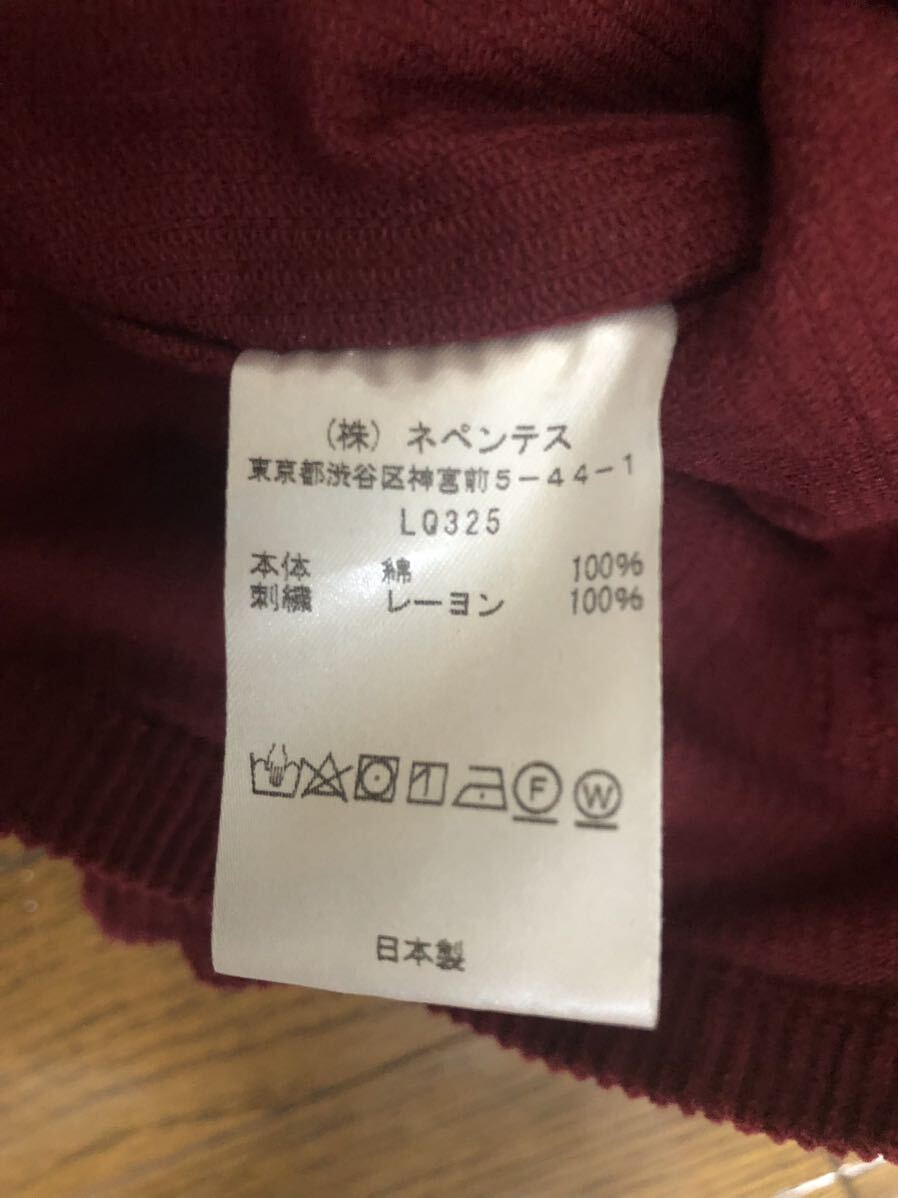 (株) ネペンテス
東京都渋谷区神宮前5-44-1
LQ325
本体 綿 100%
刺繍 レーヨン 100%
F W
日本製